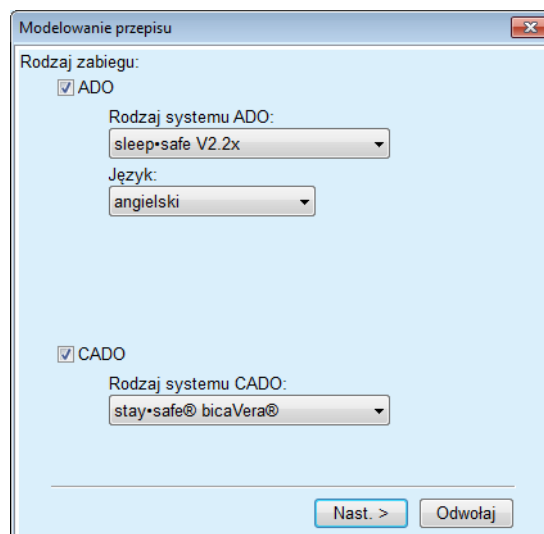 Modelowanie przepisu
Rodzaj zabiegu:
ADO
Rodzaj systemu ADO:
sleep•safe V2.2x
Język:
angielski
CADO
Rodzaj systemu CADO:
stay•safe® bicaVera®
Nast. > Odwołaj